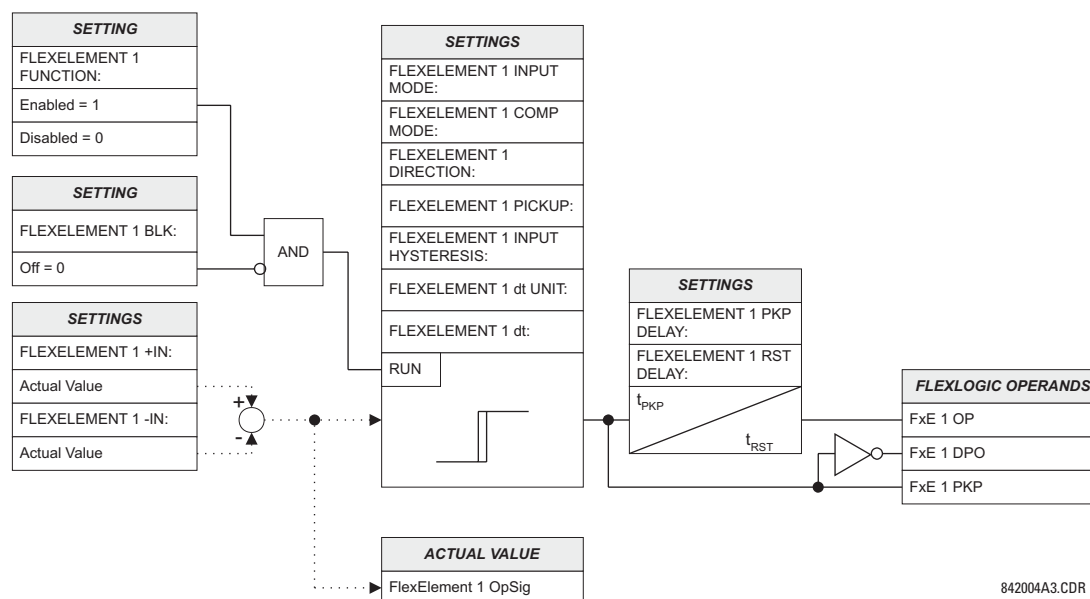 SETTING
FLEXELEMENT 1
FUNCTION:
Enabled = 1
Disabled = 0
SETTING
FLEXELEMENT 1 BLK:
Off = 0
SETTINGS
FLEXELEMENT 1 +IN:
Actual Value
FLEXELEMENT 1 -IN:
Actual Value
AND
+
-
SETTINGS
FLEXELEMENT 1 INPUT
MODE:
FLEXELEMENT 1 COMP
MODE:
FLEXELEMENT 1
DIRECTION:
FLEXELEMENT 1 PICKUP:
FLEXELEMENT 1 INPUT
HYSTERESIS:
FLEXELEMENT 1 dt UNIT:
FLEXELEMENT 1 dt:
RUN
SETTINGS
FLEXELEMENT 1 PKP
DELAY:
FLEXELEMENT 1 RST
DELAY:
tPKP
tRST
FLEXLOGIC OPERANDS
FxE 1 OP
FxE 1 DPO
FxE 1 PKP
ACTUAL VALUE
FlexElement 1 OpSig
842004A3.CDR